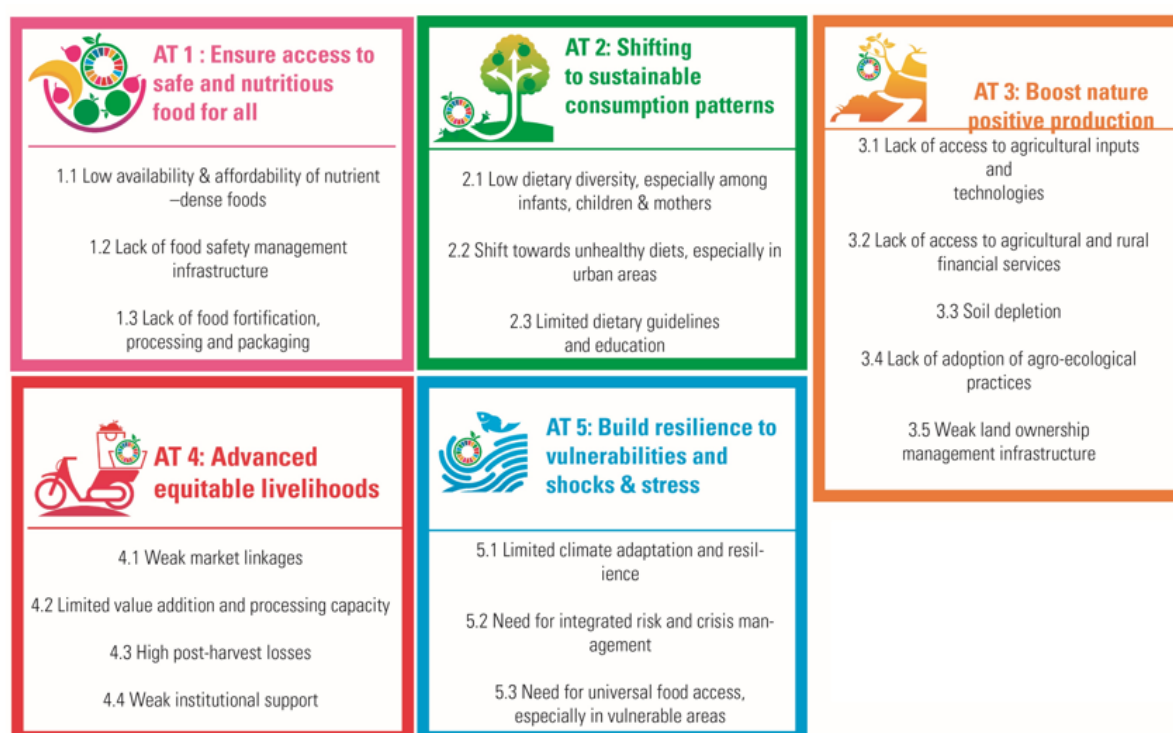 AT 1 : Ensure access to
safe and nutritious
food for all
1.1 Low availability & affordability of nutrient
–dense foods
1.2 Lack of food safety management
infrastructure
1.3 Lack of food fortification,
processing and packaging
AT 2: Shifting
to sustainable
consumption patterns
2.1 Low dietary diversity, especially among
infants, children & mothers
2.2 Shift towards unhealthy diets, especially in
urban areas
2.3 Limited dietary guidelines
and education
AT 3: Boost nature
positive production
3.1 Lack of access to agricultural inputs
and
technologies
3.2 Lack of access to agricultural and rural
financial services
3.3 Soil depletion
3.4 Lack of adoption of agro-ecological
practices
3.5 Weak land ownership
management infrastructure
AT 4: Advanced
equitable livelihoods
4.1 Weak market linkages
4.2 Limited value addition and processing capacity
4.3 High post-harvest losses
4.4 Weak institutional support
AT 5: Build resilience to
vulnerabilities and
shocks & stress
5.1 Limited climate adaptation and resil-
ience
5.2 Need for integrated risk and crisis man-
agement
5.3 Need for universal food access,
especially in vulnerable areas